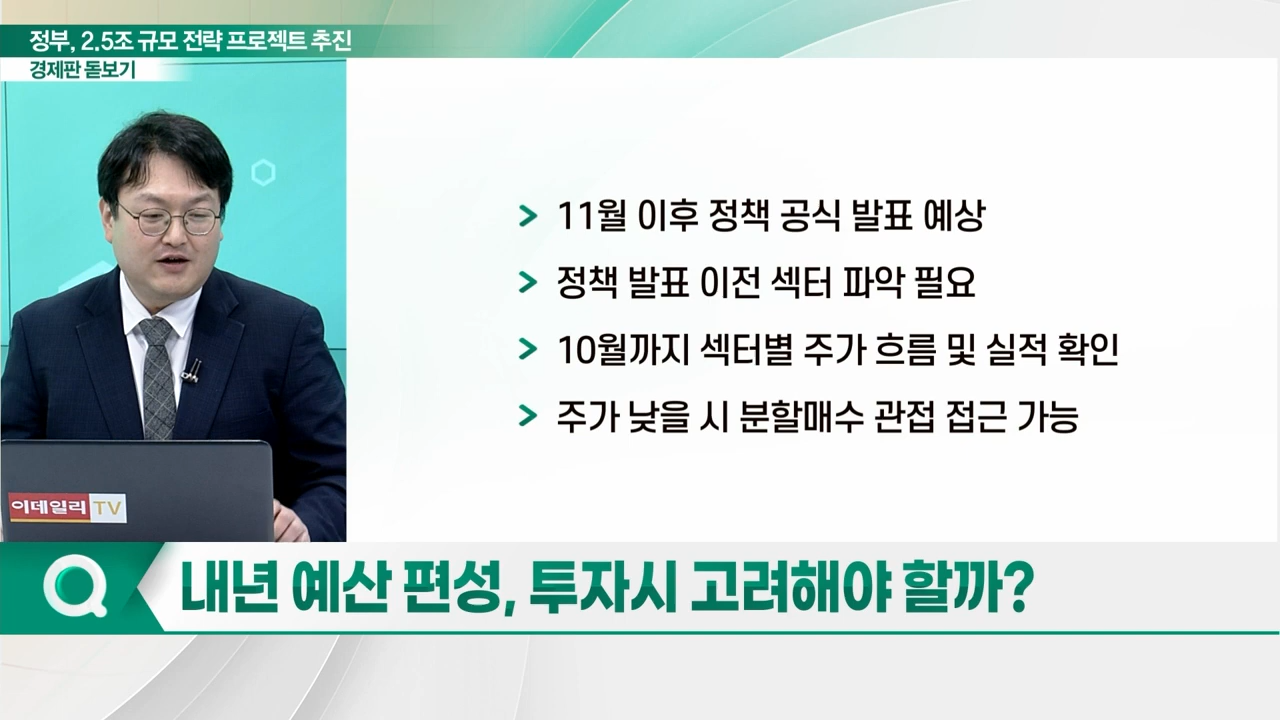 정부, 2.5조 규모 전략 프로젝트 추진
경제판 돋보기
> 11월 이후 정책 공식 발표 예상
> 정책 발표 이전 섹터 파악 필요
> 10월까지 섹터별 주가 흐름 및 실적 확인
> 주가 낮을 시 분할매수 관접 접근 가능
이데일리 TV
Q 내년 예산 편성, 투자시 고려해야 할까?